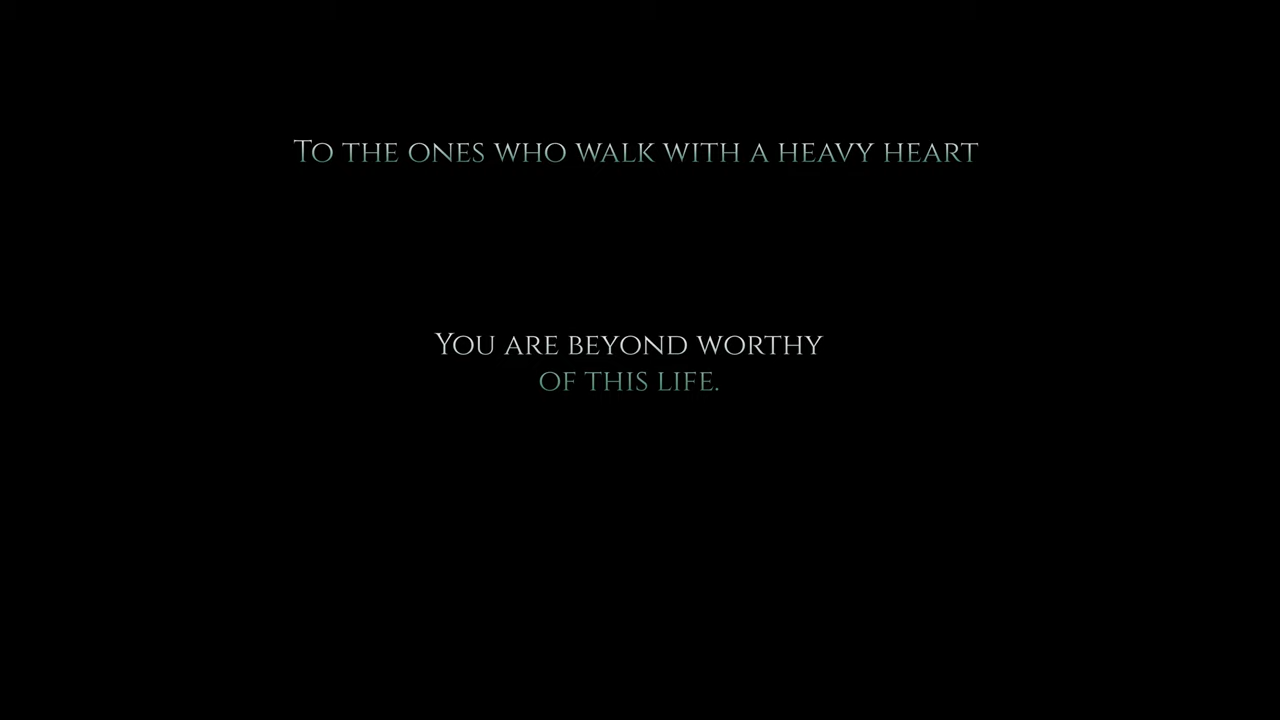 To the ones who walk with a heavy heart
You are beyond worthy
of this life.